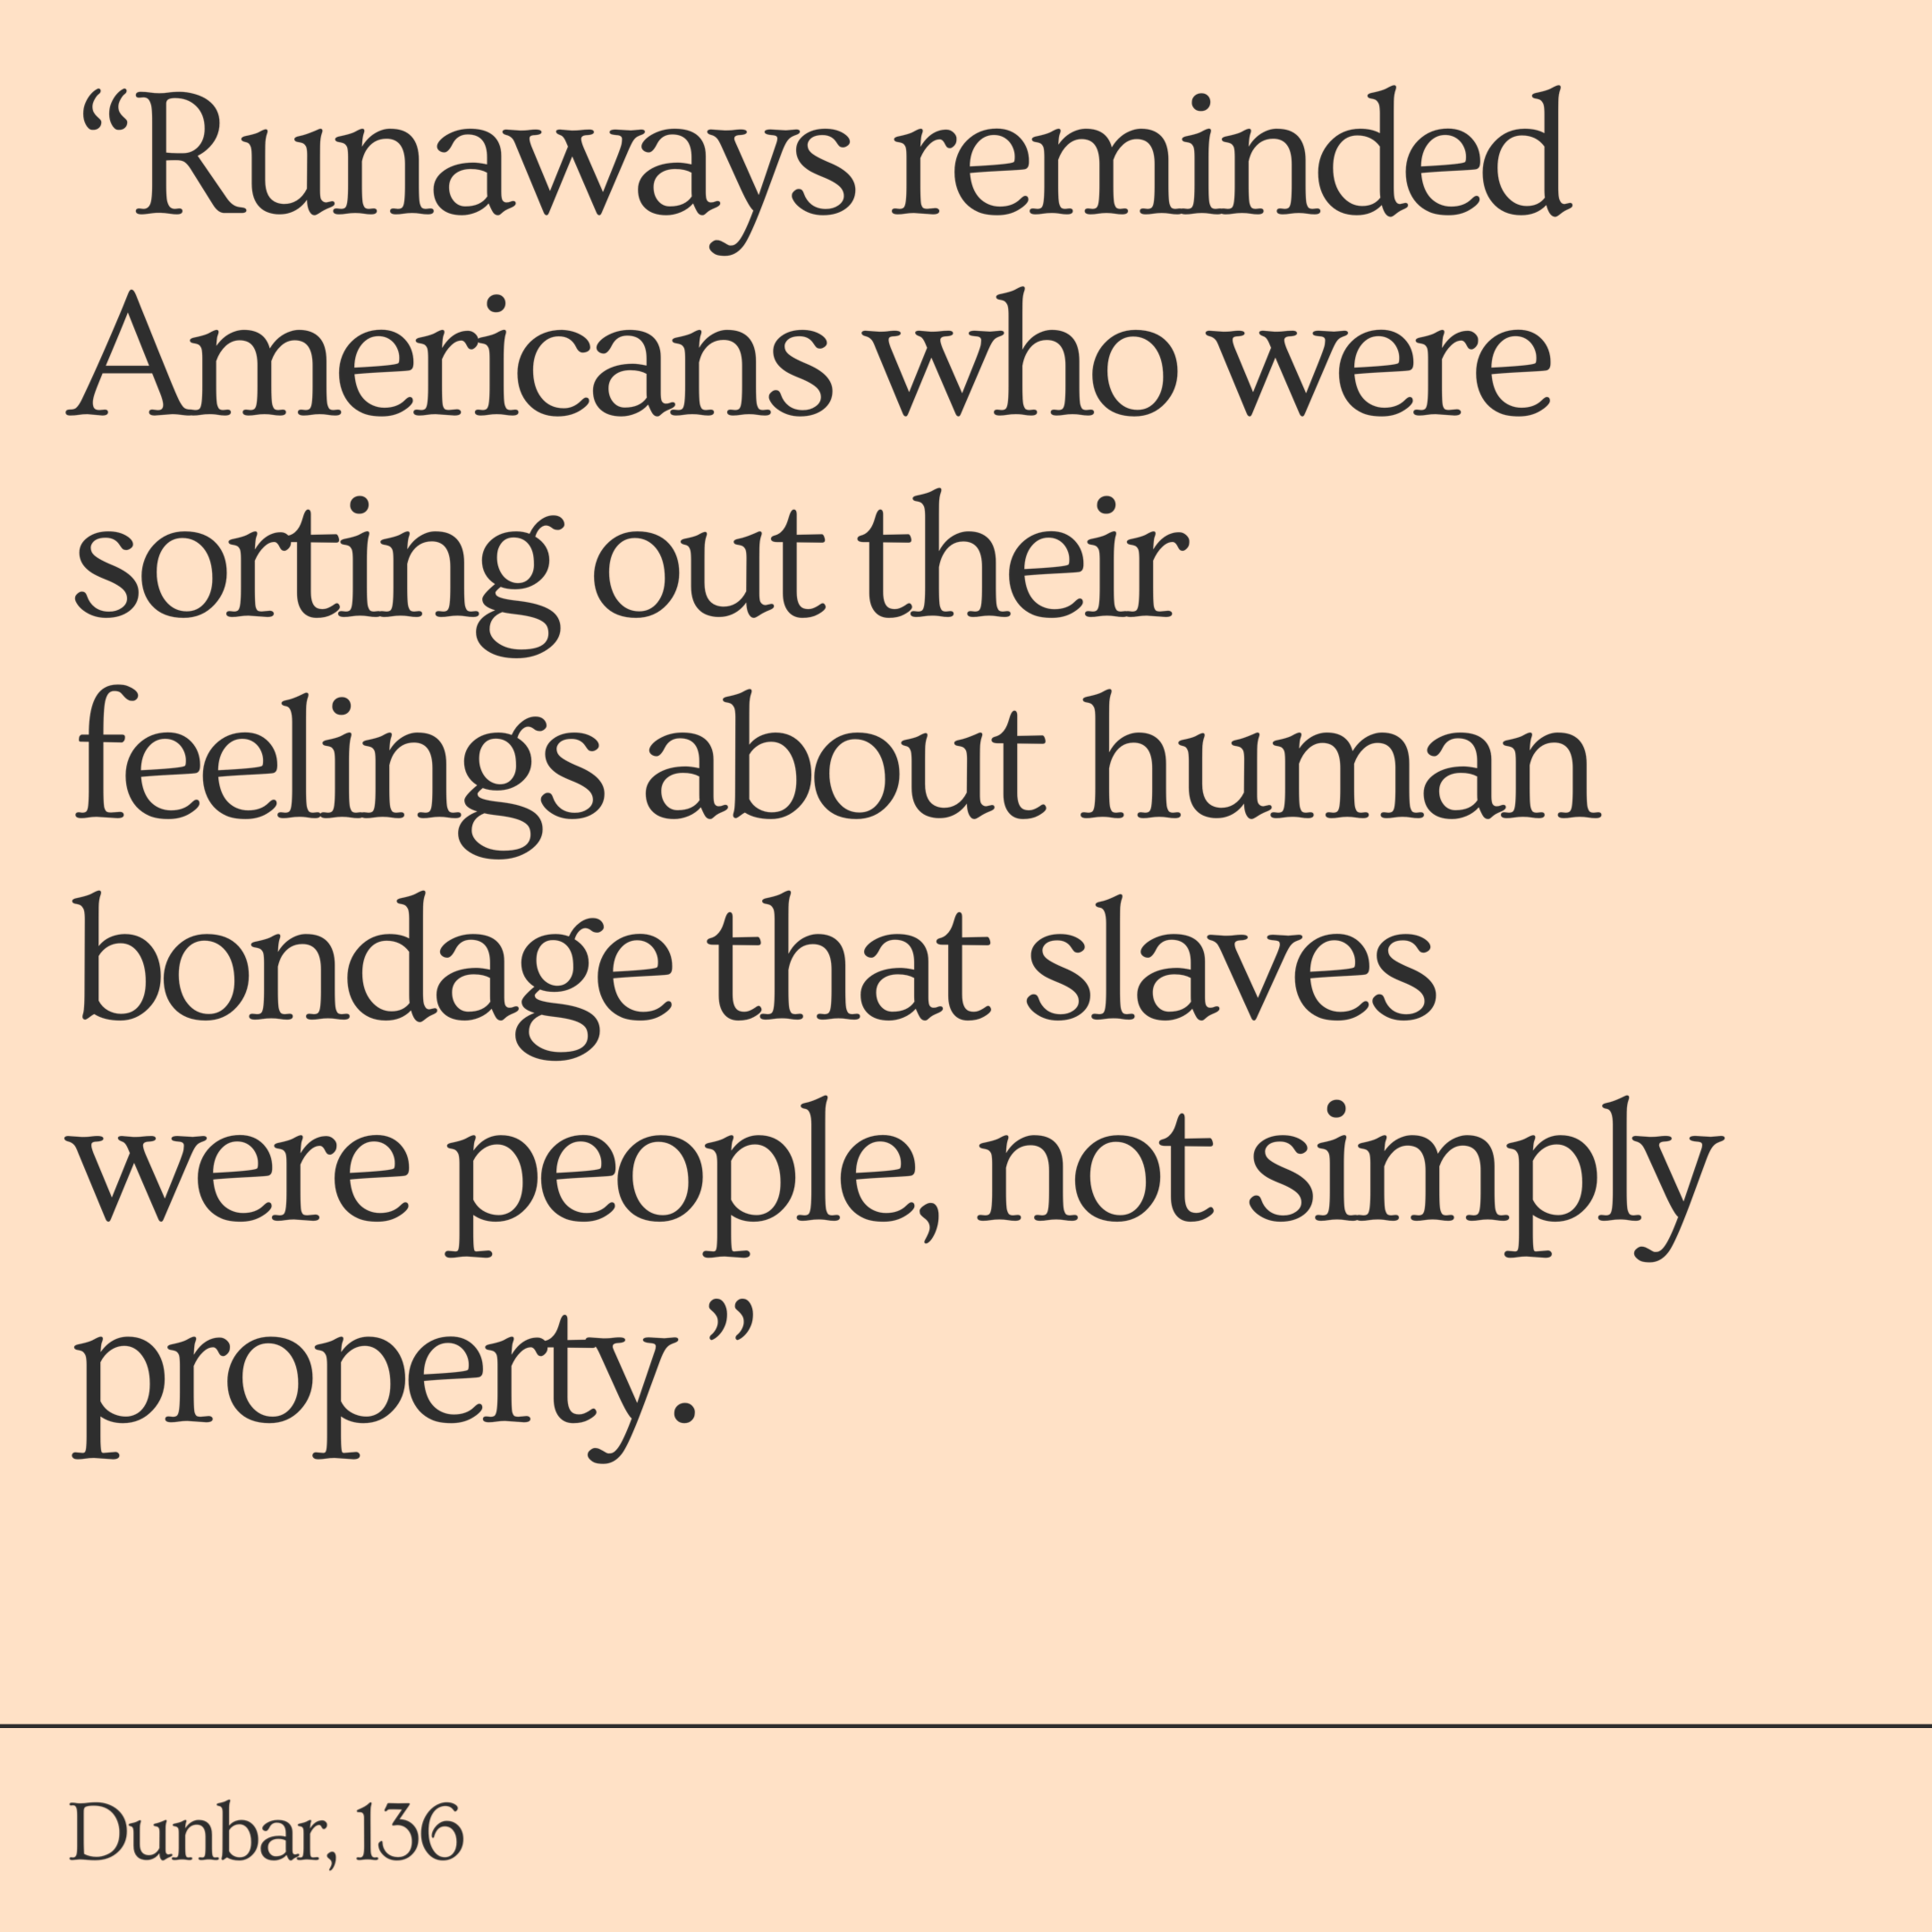 “Runaways reminded
Americans who were
sorting out their
feelings about human
bondage that slaves
were people, not simply
property.”
Dunbar, 136